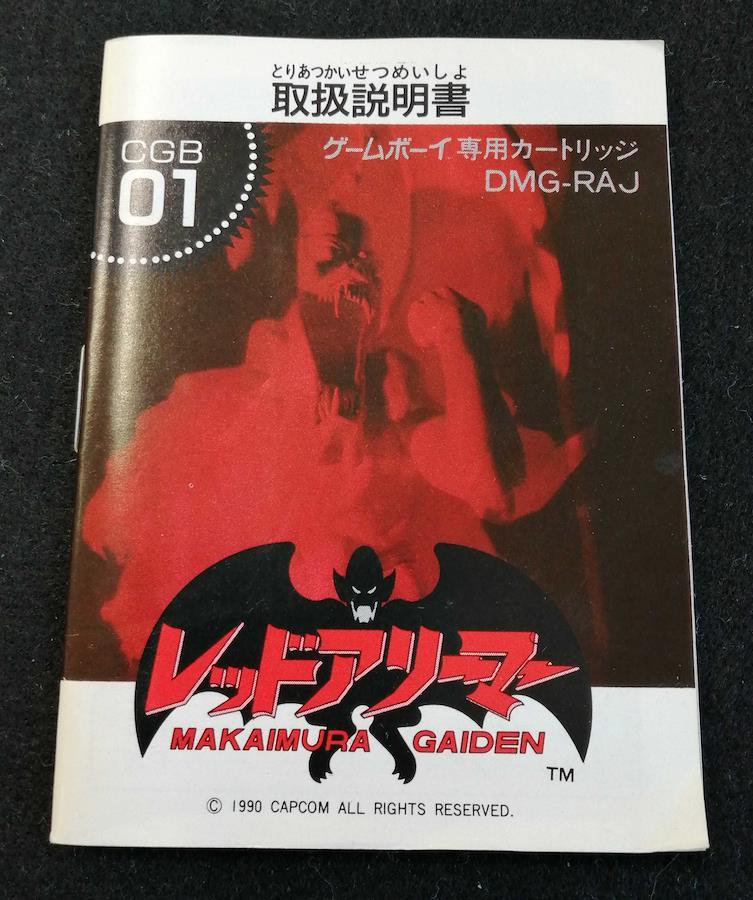 とりあつかいせつめいしょ
取扱説明書
CGB
01
ゲームボーイ専用カートリッジ
DMG-RAJ
レッドアリーマー
MAKAIMURA GAIDEN
TM
© 1990 CAPCOM ALL RIGHTS RESERVED.